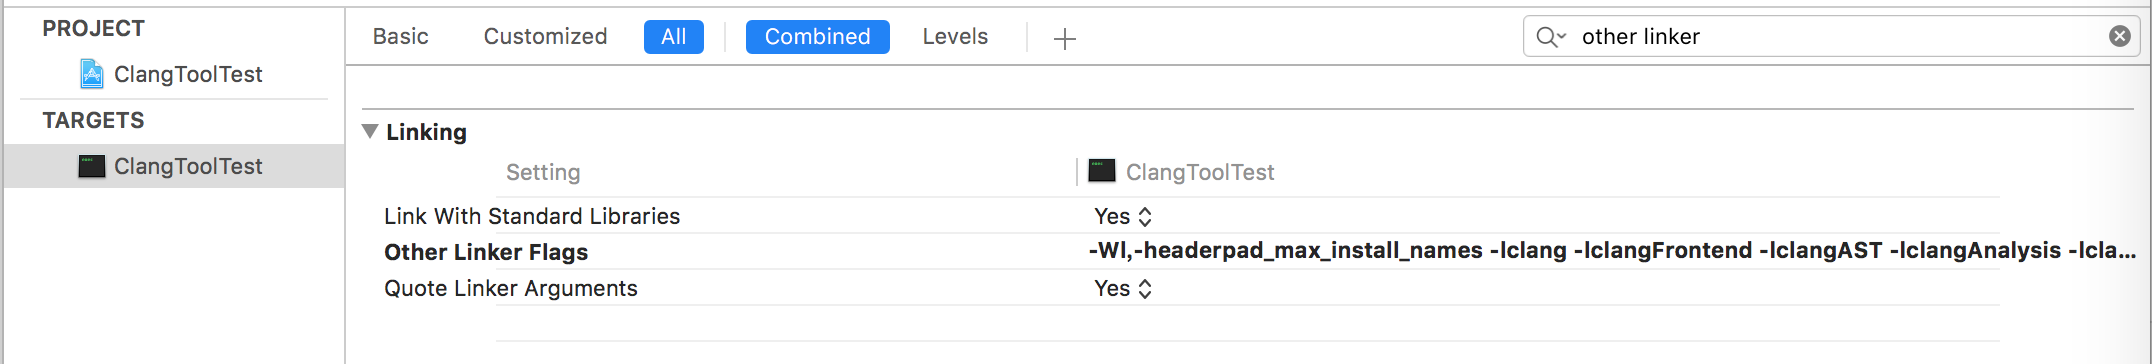 PROJECT
ClangToolTest
TARGETS
ClangToolTest
Basic Customized All Combined Levels
other linker
Linking
Setting ClangToolTest
Link With Standard Libraries Yes
Other Linker Flags -Wl,-headerpad_max_install_names -lclang -lclangFrontend -lclangAST -lclangAnalysis -lcla...
Quote Linker Arguments Yes